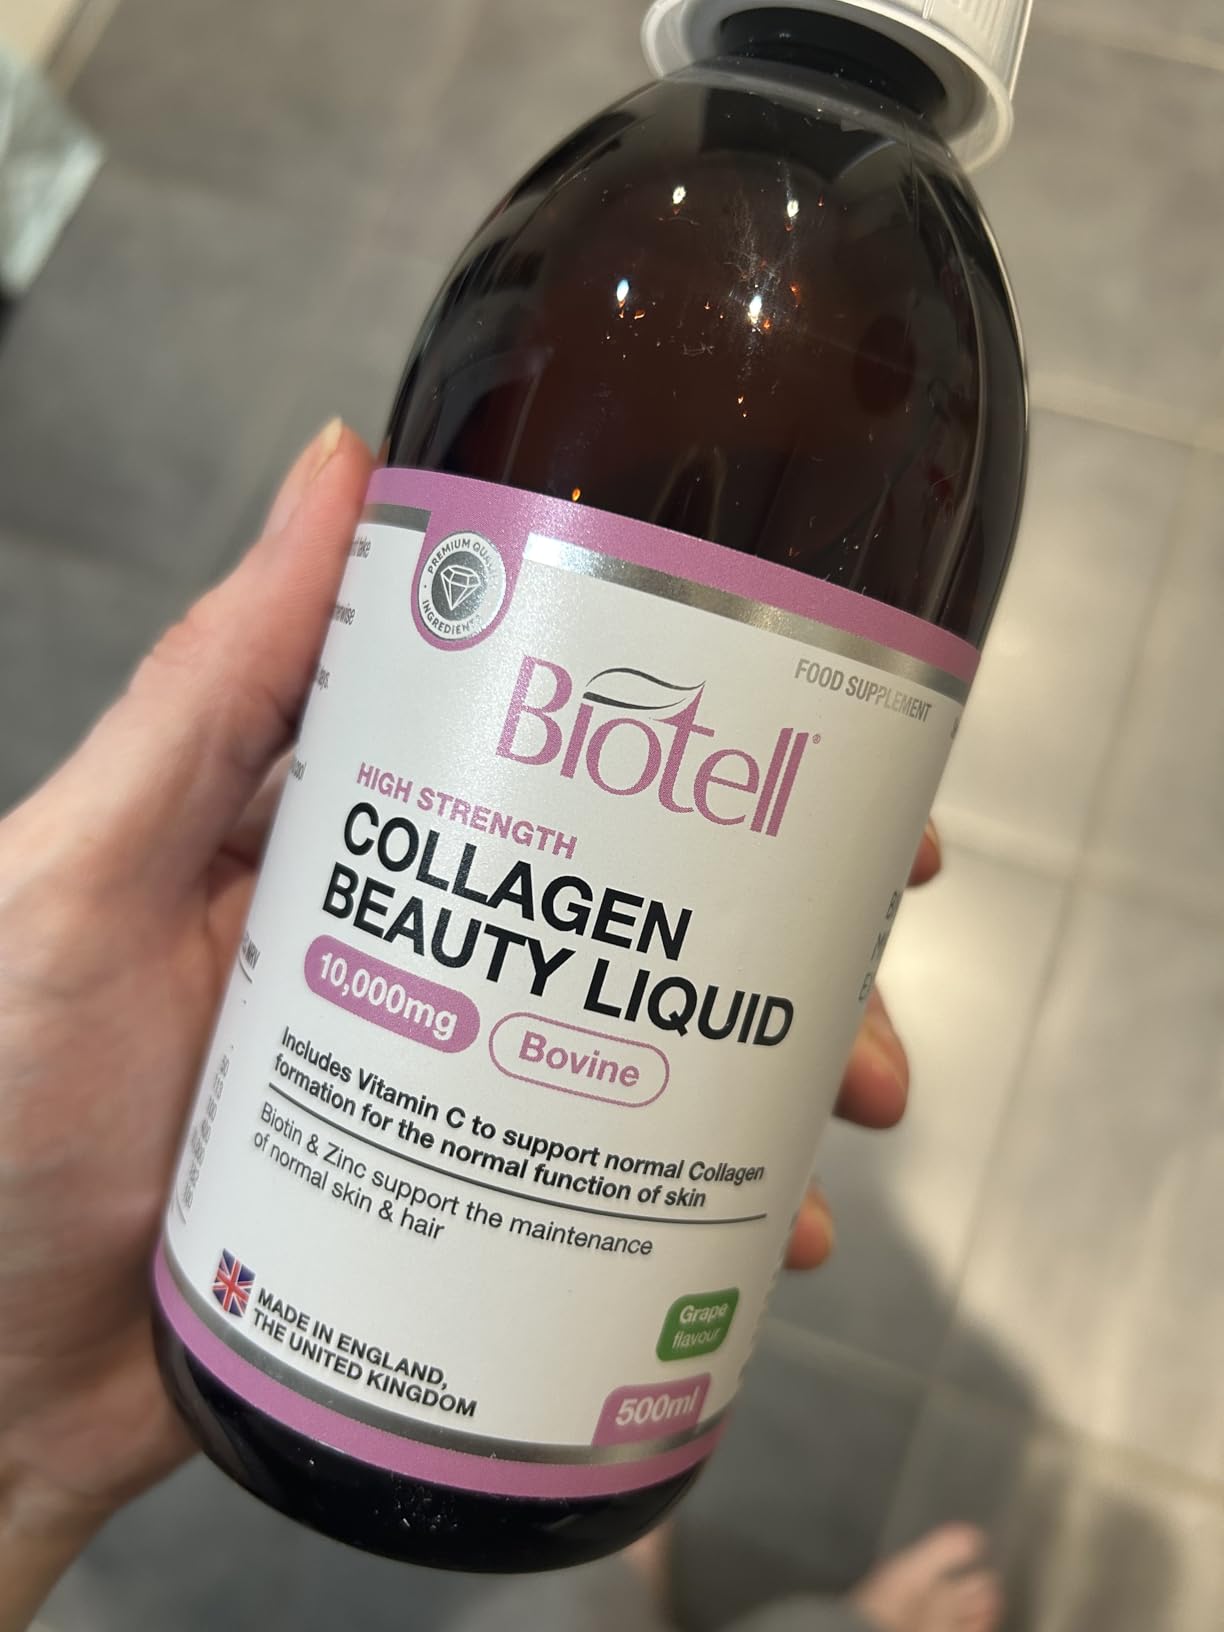 PREMIUM QUALITY
INGREDIENTS
FOOD SUPPLEMENT
Biotell®
HIGH STRENGTH
COLLAGEN
BEAUTY LIQUID
10,000mg
Bovine
Includes Vitamin C to support normal Collagen
formation for the normal function of skin
Biotin & Zinc support the maintenance
of normal skin & hair
MADE IN ENGLAND,
THE UNITED KINGDOM
Grape
flavour
500ml